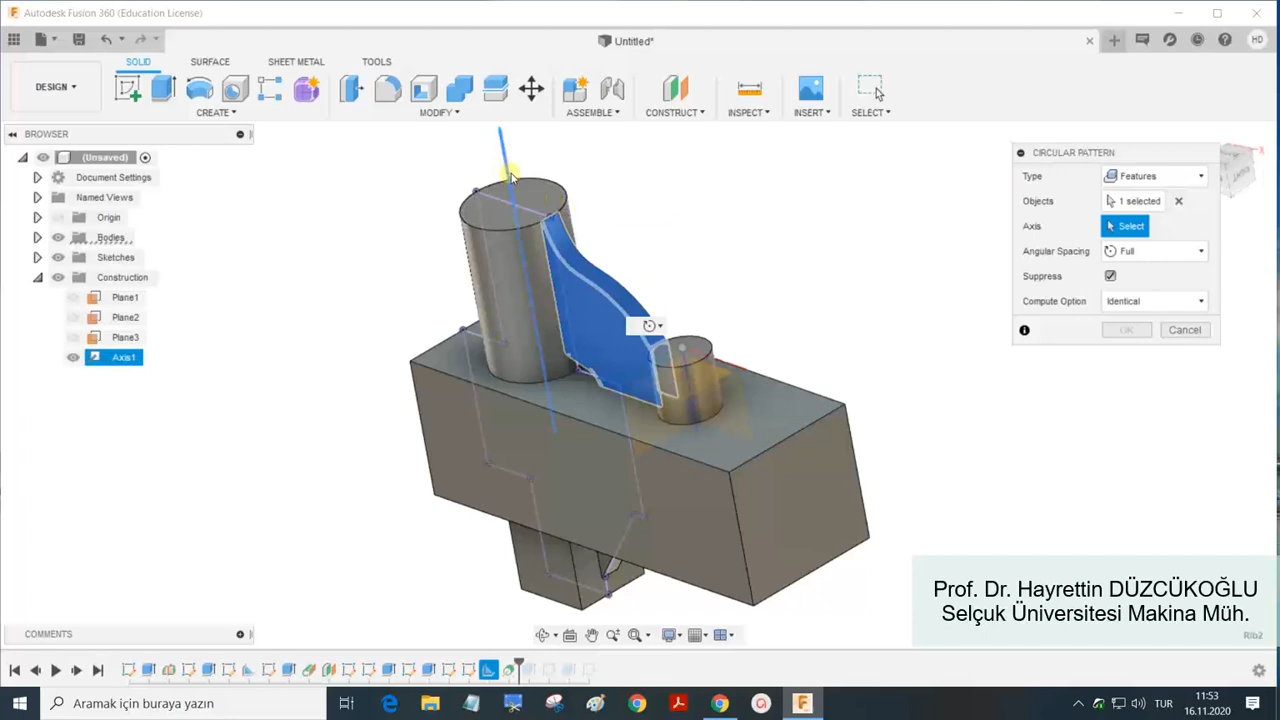 Autodesk Fusion 360 (Education License)
Untitled*
HD
DESIGN
SOLID
SURFACE
SHEET METAL
TOOLS
CREATE
MODIFY
ASSEMBLE
CONSTRUCT
INSPECT
INSERT
SELECT
BROWSER
(Unsaved)
Document Settings
Named Views
Origin
Bodies
Sketches
Construction
Plane1
Plane2
Plane3
Axis1
CIRCULAR PATTERN
Type
Features
Objects
1 selected
Axis
Select
Angular Spacing
Full
Suppress
Compute Option
Identical
OK
Cancel
Prof. Dr. Hayrettin DÜZCÜKOĞLU
Selçuk Üniversitesi Makina Müh.
Rib2
COMMENTS
Aramak için buraya yazın
TUR
11:53
16.11.2020